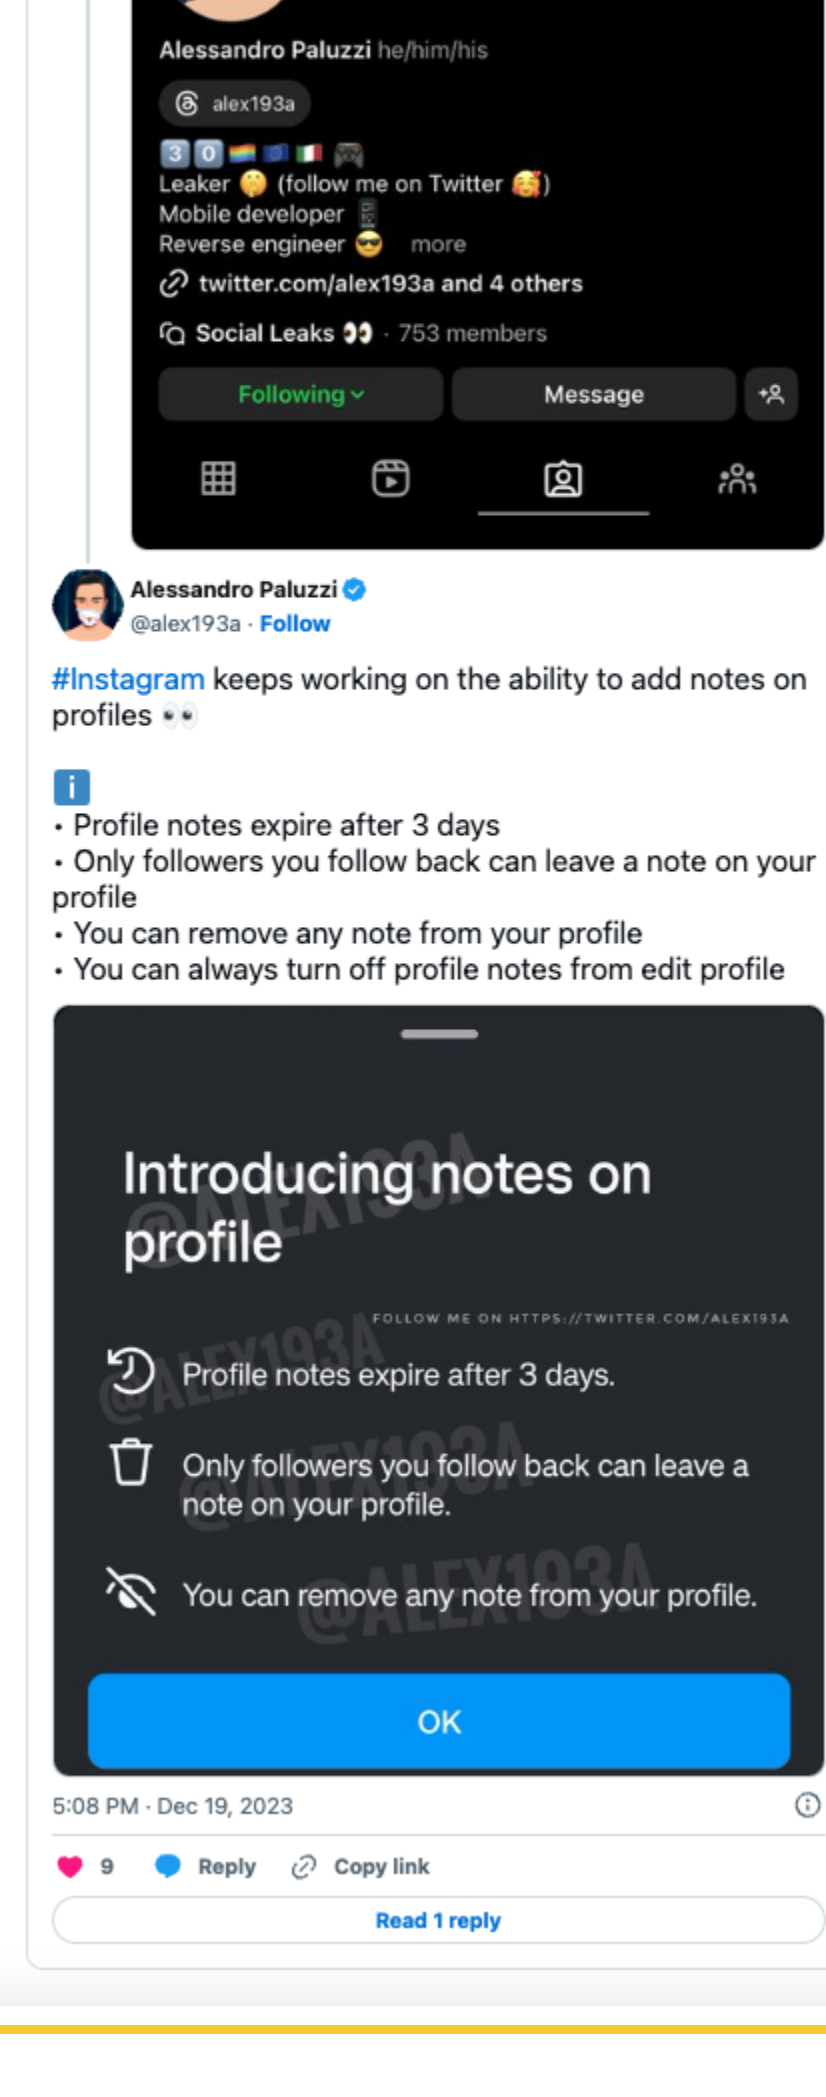 Alessandro Paluzzi he/him/his
alex193a
3️⃣0️⃣🏳️‍🌈🇪🇺🇮🇹🎮
Leaker 🤫 (follow me on Twitter 🥰)
Mobile developer 📱
Reverse engineer 😎 more
twitter.com/alex193a and 4 others
Social Leaks 👀 · 753 members
Following
Message
Alessandro Paluzzi
@alex193a · Follow
#Instagram keeps working on the ability to add notes on
profiles 👀
ℹ️
• Profile notes expire after 3 days
• Only followers you follow back can leave a note on your
profile
• You can remove any note from your profile
• You can always turn off profile notes from edit profile
@ALEX193A
Introducing notes on
profile
FOLLOW ME ON HTTPS://TWITTER.COM/ALEX193A
@ALEX193A
Profile notes expire after 3 days.
@ALEX193A
Only followers you follow back can leave a
note on your profile.
@ALEX193A
You can remove any note from your profile.
OK
5:08 PM · Dec 19, 2023
9 Reply Copy link
Read 1 reply